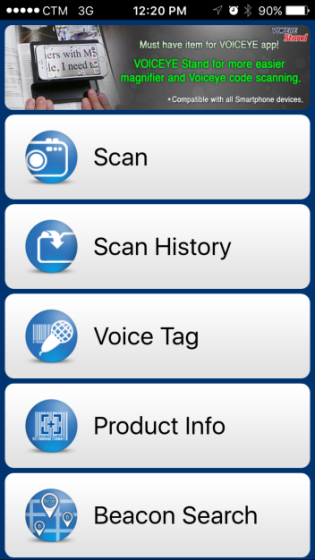 CTM 3G 12:20 PM 90%
VOICEYE
Stand
Must have item for VOICEYE app!
VOICEYE Stand for more easier
magnifier and Voiceye code scanning.
*Compatible with all Smartphone devices.
Scan
Scan History
Voice Tag
Product Info
Beacon Search